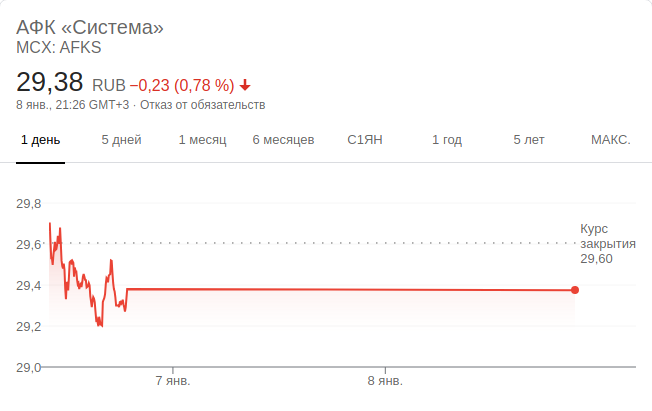 АФК «Система»
MCX: AFKS
29,38 RUB −0,23 (0,78 %)
8 янв., 21:26 GMT+3 · Отказ от обязательств
1 день 5 дней 1 месяц 6 месяцев С1ЯН 1 год 5 лет МАКС.
29,8
29,6
29,4
29,2
29,0
Курс
закрытия
29,60
7 янв. 8 янв.